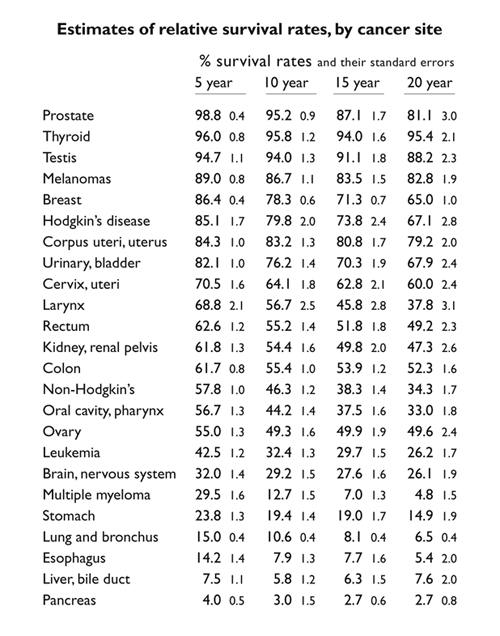 Estimates of relative survival rates, by cancer site
% survival rates and their standard errors
5 year 10 year 15 year 20 year
Prostate 98.8 0.4 95.2 0.9 87.1 1.7 81.1 3.0
Thyroid 96.0 0.8 95.8 1.2 94.0 1.6 95.4 2.1
Testis 94.7 1.1 94.0 1.3 91.1 1.8 88.2 2.3
Melanomas 89.0 0.8 86.7 1.1 83.5 1.5 82.8 1.9
Breast 86.4 0.4 78.3 0.6 71.3 0.7 65.0 1.0
Hodgkin's disease 85.1 1.7 79.8 2.0 73.8 2.4 67.1 2.8
Corpus uteri, uterus 84.3 1.0 83.2 1.3 80.8 1.7 79.2 2.0
Urinary, bladder 82.1 1.0 76.2 1.4 70.3 1.9 67.9 2.4
Cervix, uteri 70.5 1.6 64.1 1.8 62.8 2.1 60.0 2.4
Larynx 68.8 2.1 56.7 2.5 45.8 2.8 37.8 3.1
Rectum 62.6 1.2 55.2 1.4 51.8 1.8 49.2 2.3
Kidney, renal pelvis 61.8 1.3 54.4 1.6 49.8 2.0 47.3 2.6
Colon 61.7 0.8 55.4 1.0 53.9 1.2 52.3 1.6
Non-Hodgkin's 57.8 1.0 46.3 1.2 38.3 1.4 34.3 1.7
Oral cavity, pharynx 56.7 1.3 44.2 1.4 37.5 1.6 33.0 1.8
Ovary 55.0 1.3 49.3 1.6 49.9 1.9 49.6 2.4
Leukemia 42.5 1.2 32.4 1.3 29.7 1.5 26.2 1.7
Brain, nervous system 32.0 1.4 29.2 1.5 27.6 1.6 26.1 1.9
Multiple myeloma 29.5 1.6 12.7 1.5 7.0 1.3 4.8 1.5
Stomach 23.8 1.3 19.4 1.4 19.0 1.7 14.9 1.9
Lung and bronchus 15.0 0.4 10.6 0.4 8.1 0.4 6.5 0.4
Esophagus 14.2 1.4 7.9 1.3 7.7 1.6 5.4 2.0
Liver, bile duct 7.5 1.1 5.8 1.2 6.3 1.5 7.6 2.0
Pancreas 4.0 0.5 3.0 1.5 2.7 0.6 2.7 0.8